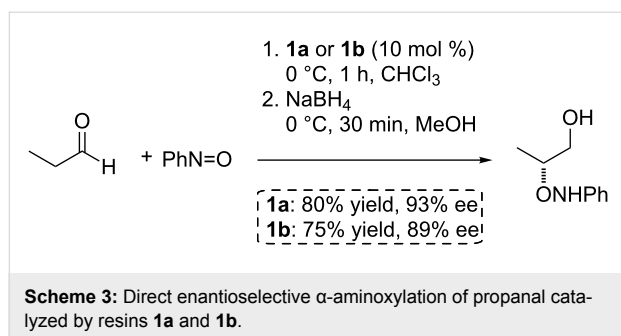 1. 1a or 1b (10 mol %)
0 °C, 1 h, CHCl3
2. NaBH4
0 °C, 30 min, MeOH
O
H
+ PhN=O
OH
ONHPh
1a: 80% yield, 93% ee
1b: 75% yield, 89% ee
Scheme 3: Direct enantioselective α-aminoxylation of propanal cata-
lyzed by resins 1a and 1b.